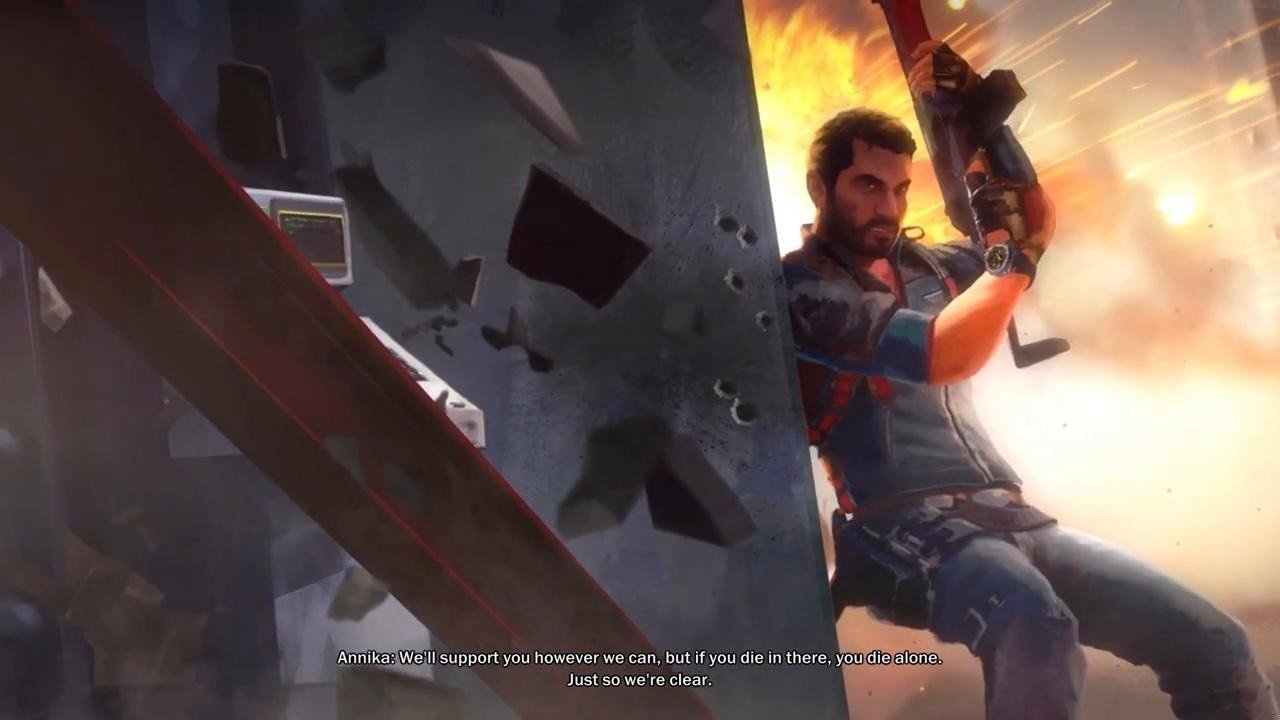 Annika: We'll support you however we can, but if you die in there, you die alone.
Just so we're clear.